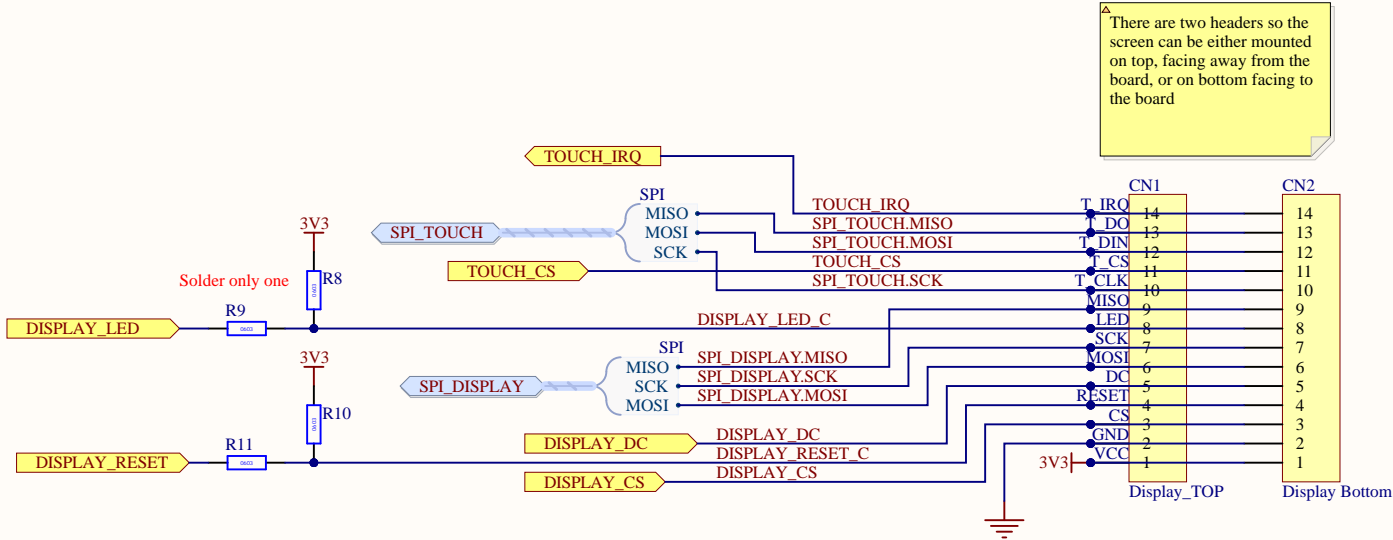 There are two headers so the
screen can be either mounted
on top, facing away from the
board, or on bottom facing to
the board
TOUCH_IRQ
CN1
CN2
SPI
TOUCH_IRQ
T_IRQ
14
14
MISO
SPI_TOUCH.MISO
T_DO
13
13
3V3
SPI_TOUCH
MOSI
SPI_TOUCH.MOSI
T_DIN
12
12
SCK
TOUCH_CS
T_CS
11
11
TOUCH_CS
Solder only one
R8
0603
SPI_TOUCH.SCK
T_CLK
10
10
MISO
9
9
R9
DISPLAY_LED
0603
DISPLAY_LED_C
LED
8
8
SCK
7
7
3V3
SPI
MISO
SPI_DISPLAY.MISO
MOSI
6
6
SPI_DISPLAY
SCK
SPI_DISPLAY.SCK
DC
5
5
MOSI
SPI_DISPLAY.MOSI
RESET
4
4
R10
0603
CS
3
3
R11
DISPLAY_DC
DISPLAY_DC
GND
2
2
DISPLAY_RESET
0603
DISPLAY_RESET_C
3V3
VCC
1
1
DISPLAY_CS
DISPLAY_CS
Display_TOP
Display Bottom